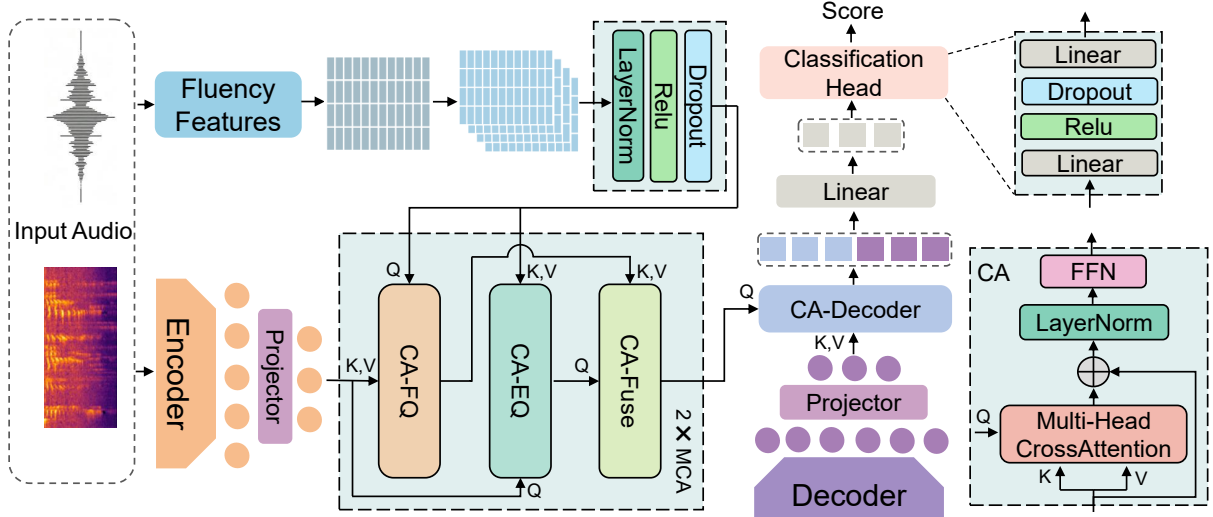 Input Audio
Fluency
Features
LayerNorm
Relu
Dropout
Encoder
Projector
K,V
Q
CA-FQ
K,V
Q
CA-EQ
Q
K,V
CA-Fuse
2 × MCA
Score
Classification
Head
Linear
Q
CA-Decoder
K,V
Projector
Decoder
Linear
Dropout
Relu
Linear
CA
FFN
LayerNorm
Q
Multi-Head
CrossAttention
K
V